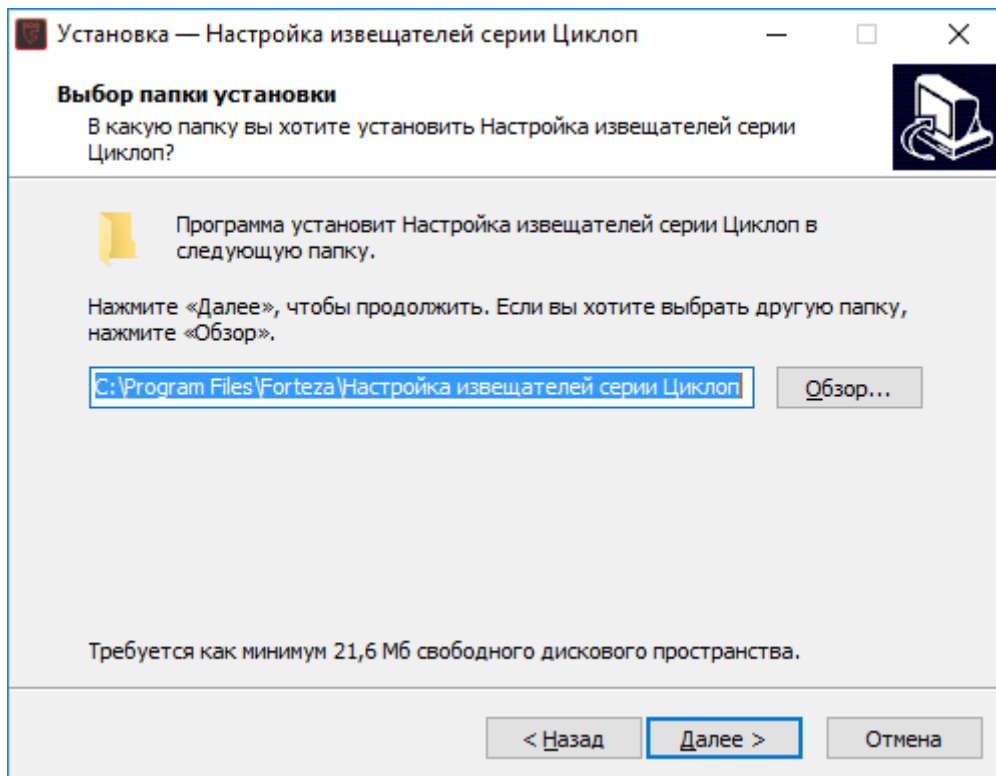 Установка — Настройка извещателей серии Циклоп
Выбор папки установки
В какую папку вы хотите установить Настройка извещателей серии
Циклоп?
Программа установит Настройка извещателей серии Циклоп в
следующую папку.
Нажмите «Далее», чтобы продолжить. Если вы хотите выбрать другую папку,
нажмите «Обзор».
C:\Program Files\Forteza\Настройка извещателей серии Циклоп
Обзор...
Требуется как минимум 21,6 Мб свободного дискового пространства.
< Назад
Далее >
Отмена